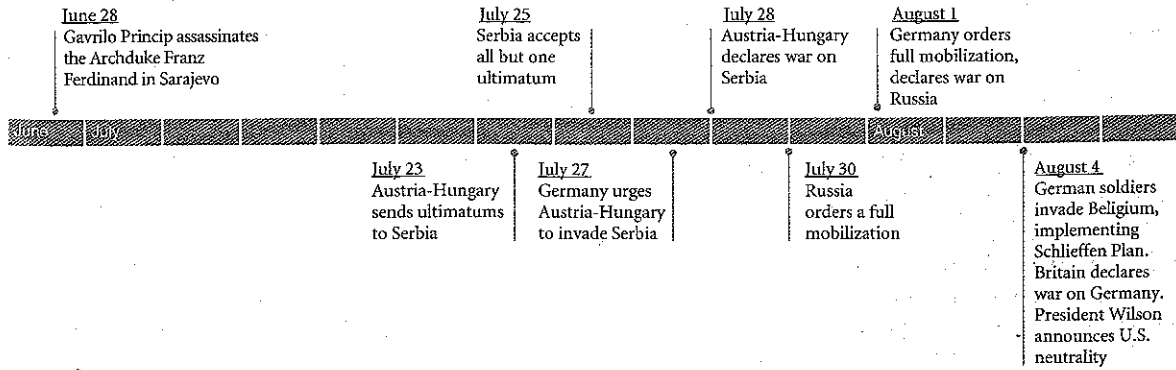 June 28
Gavrilo Princip assassinates
the Archduke Franz
Ferdinand in Sarajevo
July 25
Serbia accepts
all but one
ultimatum
July 28
Austria-Hungary
declares war on
Serbia
August 1
Germany orders
full mobilization,
declares war on
Russia
June
July
August
July 23
Austria-Hungary
sends ultimatums
to Serbia
July 27
Germany urges
Austria-Hungary
to invade Serbia
July 30
Russia
orders a full
mobilization
August 4
German soldiers
invade Beligium,
implementing
Schlieffen Plan.
Britain declares
war on Germany.
President Wilson
announces U.S.
neutrality